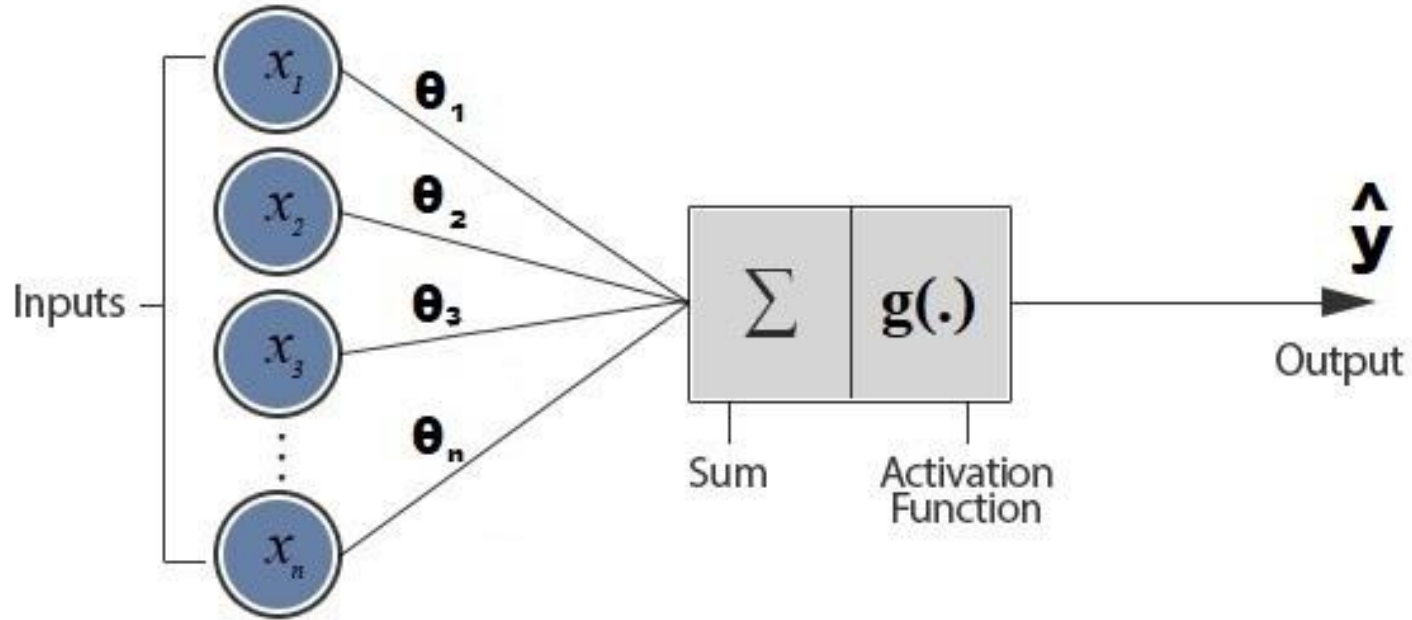 x₁
θ₁
x₂
θ₂
Inputs
x₃
θ₃
xₙ
θₙ
∑
g(.)
Sum
Activation
Function
ŷ
Output